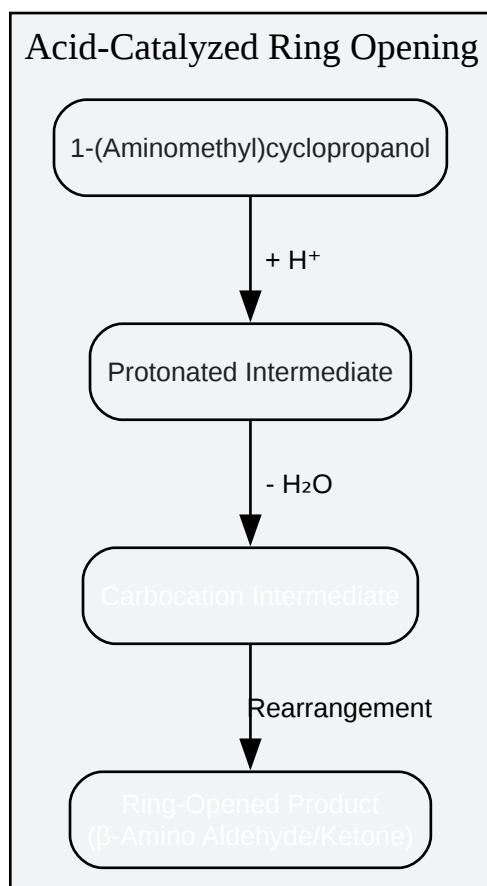 Acid-Catalyzed Ring Opening
1-(Aminomethyl)cyclopropanol
+ H⁺
Protonated Intermediate
- H₂O
Carbocation Intermediate
Rearrangement
Ring-Opened Product
(β-Amino Aldehyde/Ketone)